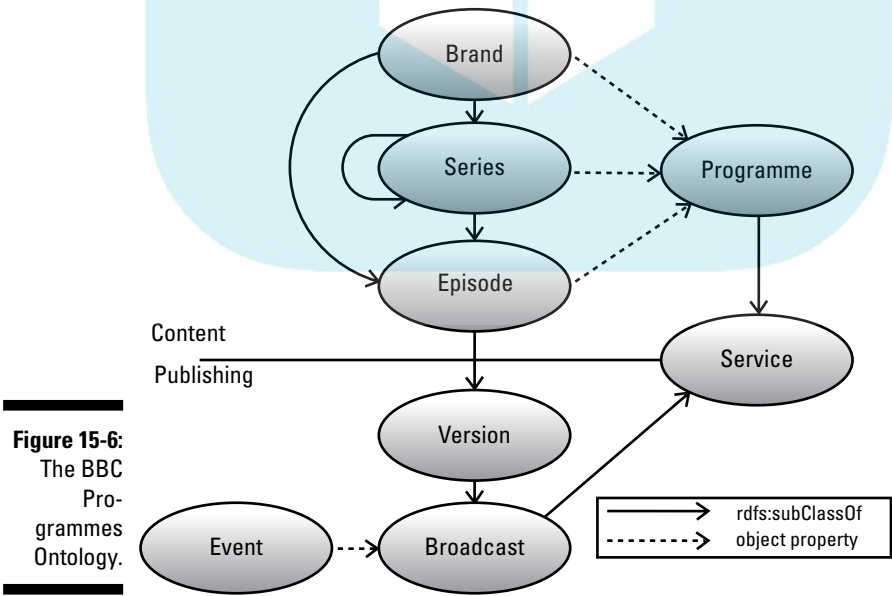 Brand
Series
Programme
Episode
Content
Publishing
Service
Version
Figure 15-6:
The BBC
Pro-
grammes
Ontology.
Event
Broadcast
rdfs:subClassOf
object property